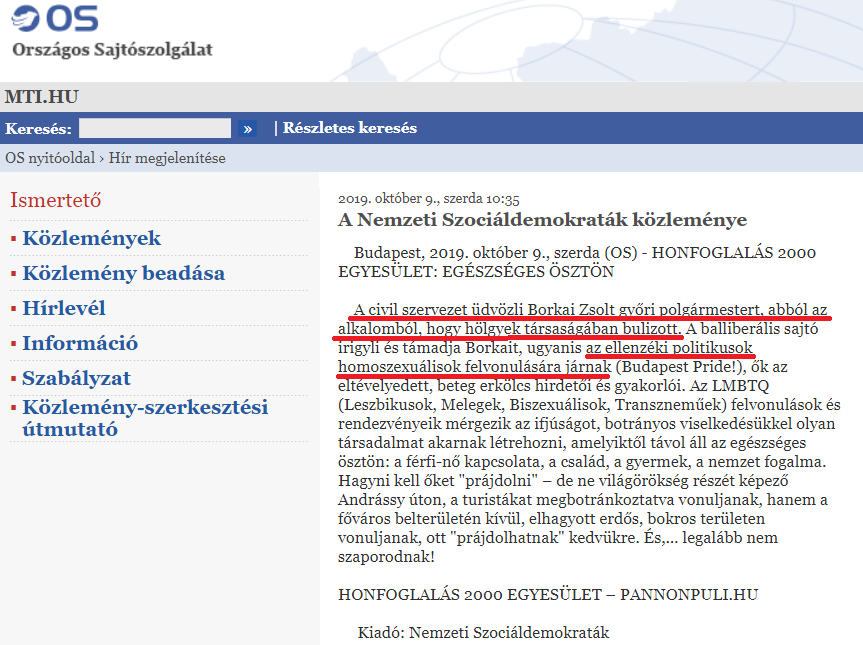 OS
Országos Sajtószolgálat
MTI.HU
Keresés: » | Részletes keresés
OS nyitóoldal › Hír megjelenítése
Ismertető
Közlemények
Közlemény beadása
Hírlevél
Információ
Szabályzat
Közlemény-szerkesztési
útmutató
2019. október 9., szerda 10:35
A Nemzeti Szociáldemokraták közleménye
Budapest, 2019. október 9., szerda (OS) - HONFOGLALÁS 2000
EGYESÜLET: EGÉSZSÉGES ÖSZTÖN
A civil szervezet üdvözli Borkai Zsolt győri polgármestert, abból az
alkalomból, hogy hölgyek társaságában bulizott. A balliberális sajtó
irigyli és támadja Borkait, ugyanis az ellenzéki politikusok
homoszexuálisok felvonulására járnak (Budapest Pride!), ők az
eltévelyedett, beteg erkölcs hirdetői és gyakorlói. Az LMBTQ
(Leszbikusok, Melegek, Biszexuálisok, Transzneműek) felvonulások és
rendezvényeik mérgezik az ifjúságot, botrányos viselkedésükkel olyan
társadalmat akarnak létrehozni, amelyiktől távol áll az egészséges
ösztön: a férfi-nő kapcsolata, a család, a gyermek, a nemzet fogalma.
Hagyni kell őket "prájdolni" – de ne világörökség részét képező
Andrássy úton, a turistákat megbotránkoztatva vonuljanak, hanem a
főváros belterületén kívül, elhagyott erdős, bokros területen
vonuljanak, ott "prájdolhatnak" kedvükre. És,... legalább nem
szaporodnak!
HONFOGLALÁS 2000 EGYESÜLET – PANNONPULI.HU
Kiadó: Nemzeti Szociáldemokraták